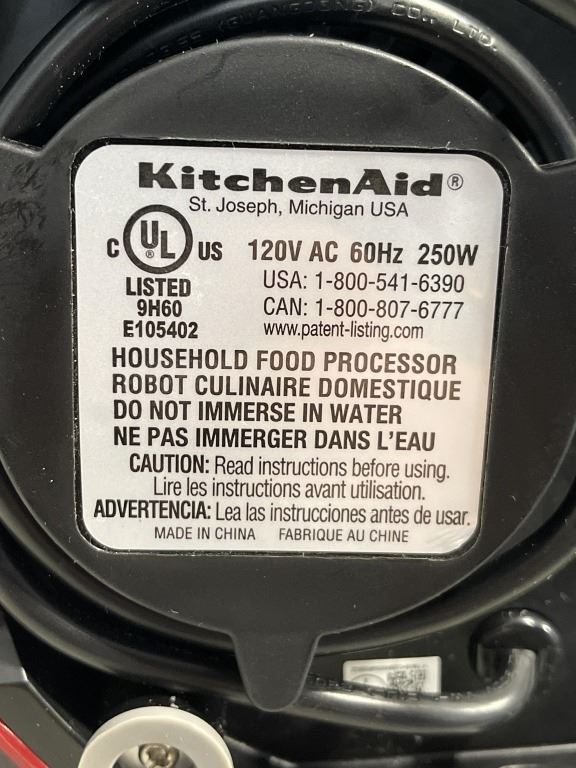 (GUANGDONG) CO., LTD.
KitchenAid®
St. Joseph, Michigan USA
C UL® US 120V AC 60Hz 250W
LISTED USA: 1-800-541-6390
9H60 CAN: 1-800-807-6777
E105402 www.patent-listing.com
HOUSEHOLD FOOD PROCESSOR
ROBOT CULINAIRE DOMESTIQUE
DO NOT IMMERSE IN WATER
NE PAS IMMERGER DANS L'EAU
CAUTION: Read instructions before using.
Lire les instructions avant utilisation.
ADVERTENCIA: Lea las instrucciones antes de usar.
MADE IN CHINA FABRIQUE AU CHINE